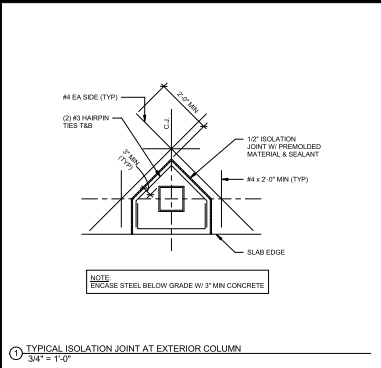 #4 EA SIDE (TYP)
2'-0" MIN
C.J.
(2) #3 HAIRPIN
TIES T&B
3" MIN
(TYP)
1/2" ISOLATION
JOINT W/ PREMOLDED
MATERIAL & SEALANT
#4 x 2'-0" MIN (TYP)
SLAB EDGE
NOTE:
ENCASE STEEL BELOW GRADE W/ 3" MIN CONCRETE
1 TYPICAL ISOLATION JOINT AT EXTERIOR COLUMN
3/4" = 1'-0"